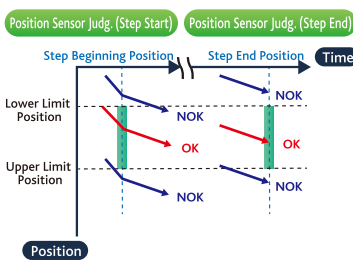 Position Sensor Judg. (Step Start)
Position Sensor Judg. (Step End)
Step Beginning Position
Step End Position
Time
Lower Limit
Position
Upper Limit
Position
NOK
OK
NOK
NOK
OK
NOK
Position